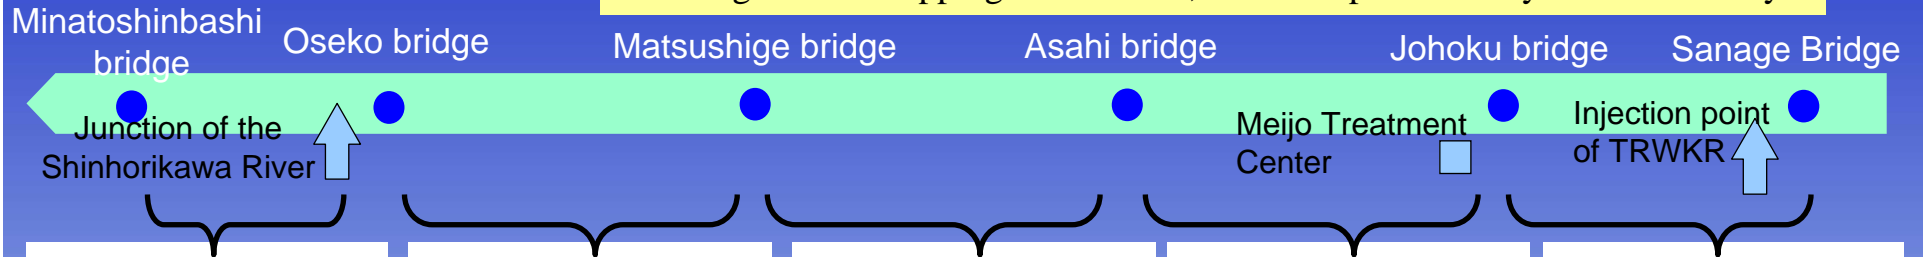 Minatoshinbashi
bridge
Oseko bridge
Matsushige bridge
Asahi bridge
Johoku bridge
Sanage Bridge
Junction of the
Shinhorikawa River
Meijo Treatment
Center
Injection point
of TRWKR